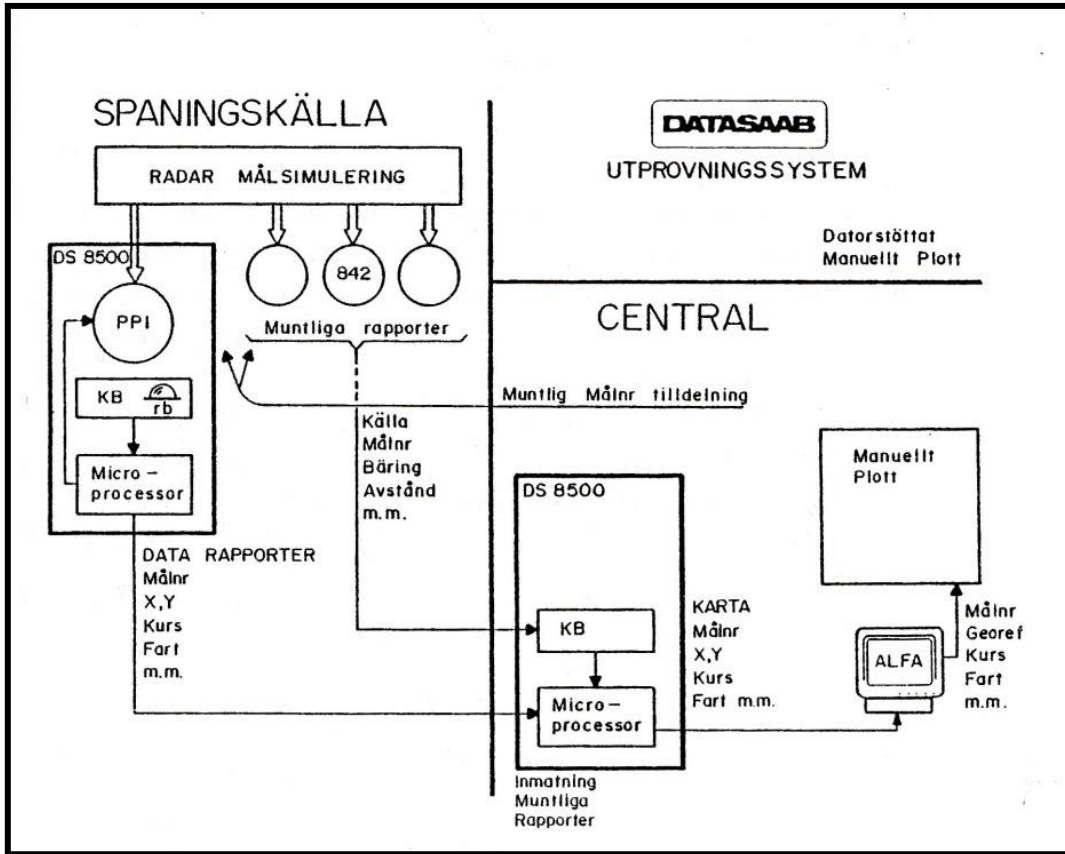 SPANINGSKÄLLA
RADAR MÅLSIMULERING
DS 8500
842
PPI
Muntliga rapporter
KB
rb
Micro-
processor
Källa
Målnr
Bäring
Avstånd
m.m.
DATA RAPPORTER
Målnr
X,Y
Kurs
Fart
m.m.
DATASAAB
UTPROVNINGSSYSTEM
Datorstöttat
Manuellt Plott
CENTRAL
Muntlig Målnr tilldelning
DS 8500
KB
Micro-
processor
Inmatning
Muntliga
Rapporter
KARTA
Målnr
X,Y
Kurs
Fart m.m.
Manuellt
Plott
ALFA
Målnr
Georef
Kurs
Fart
m.m.